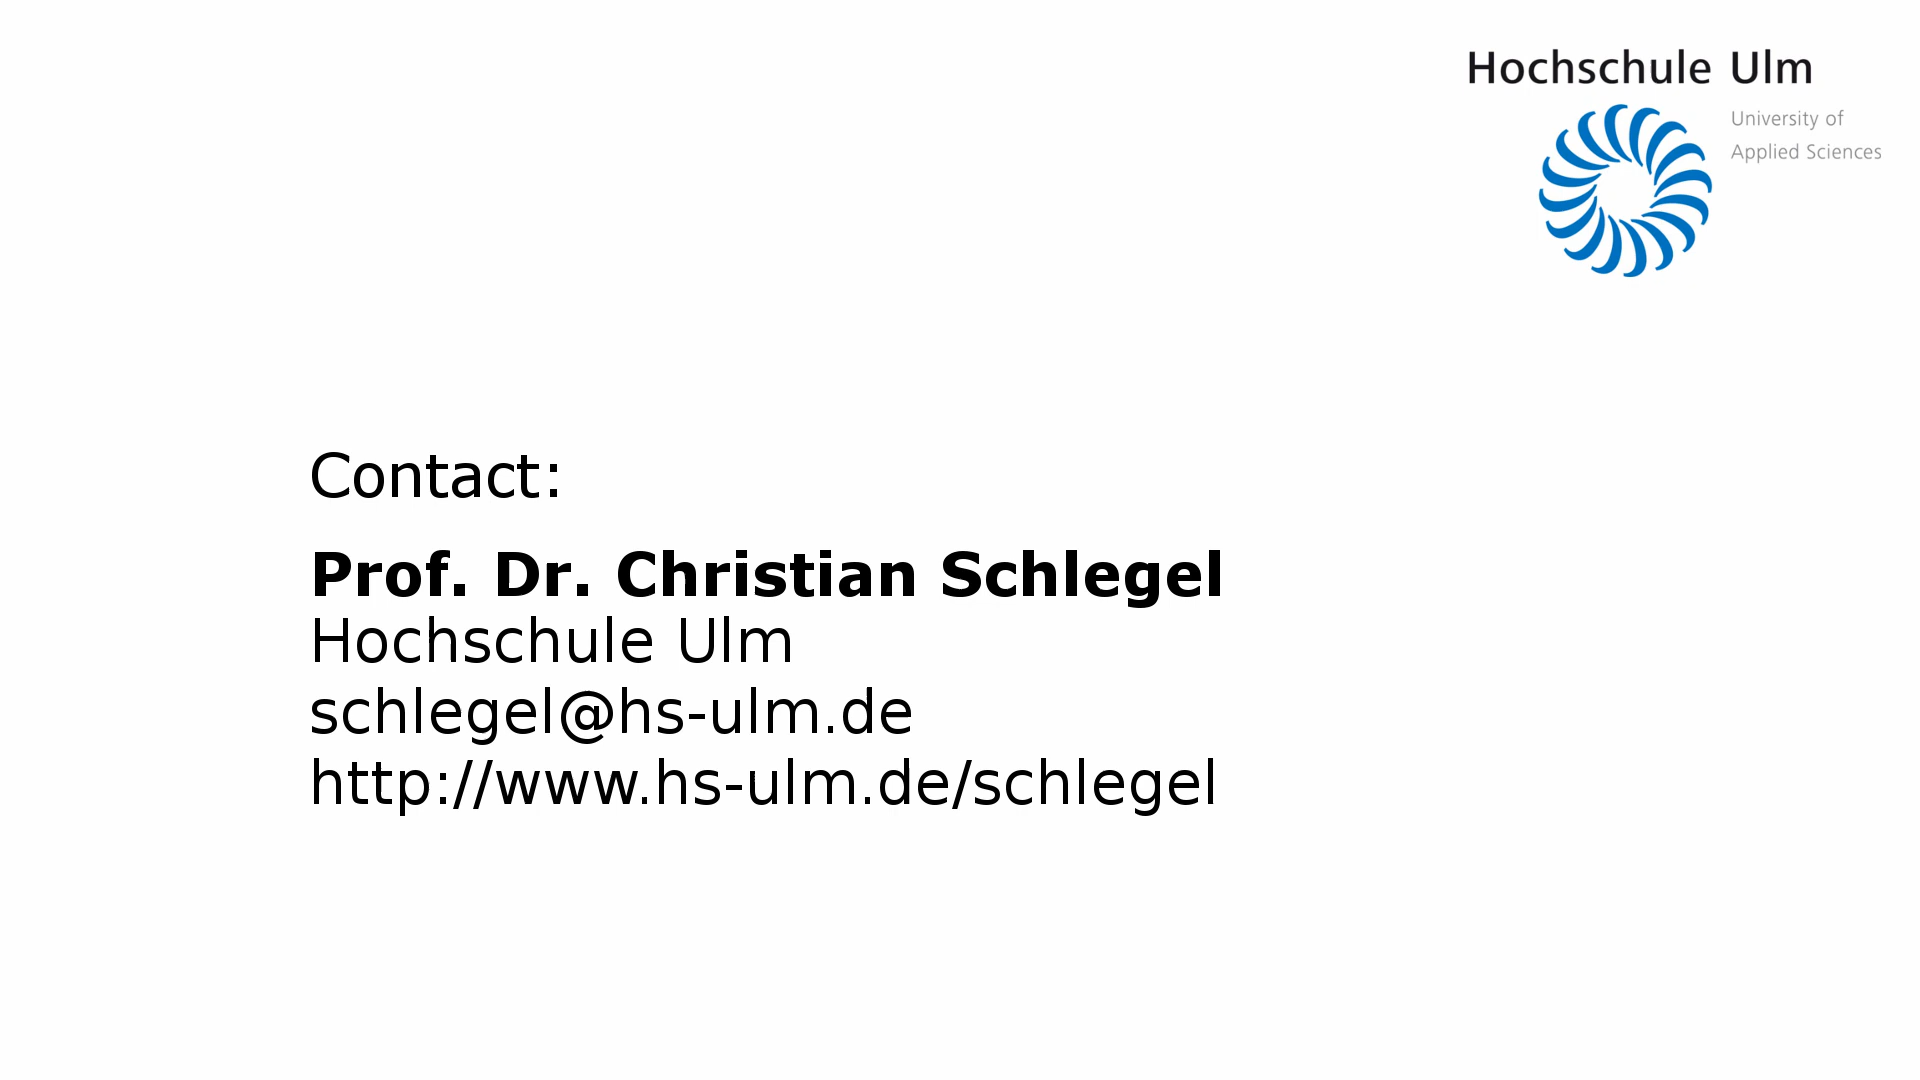 Hochschule Ulm
University of
Applied Sciences
Contact:
Prof. Dr. Christian Schlegel
Hochschule Ulm
schlegel@hs-ulm.de
http://www.hs-ulm.de/schlegel